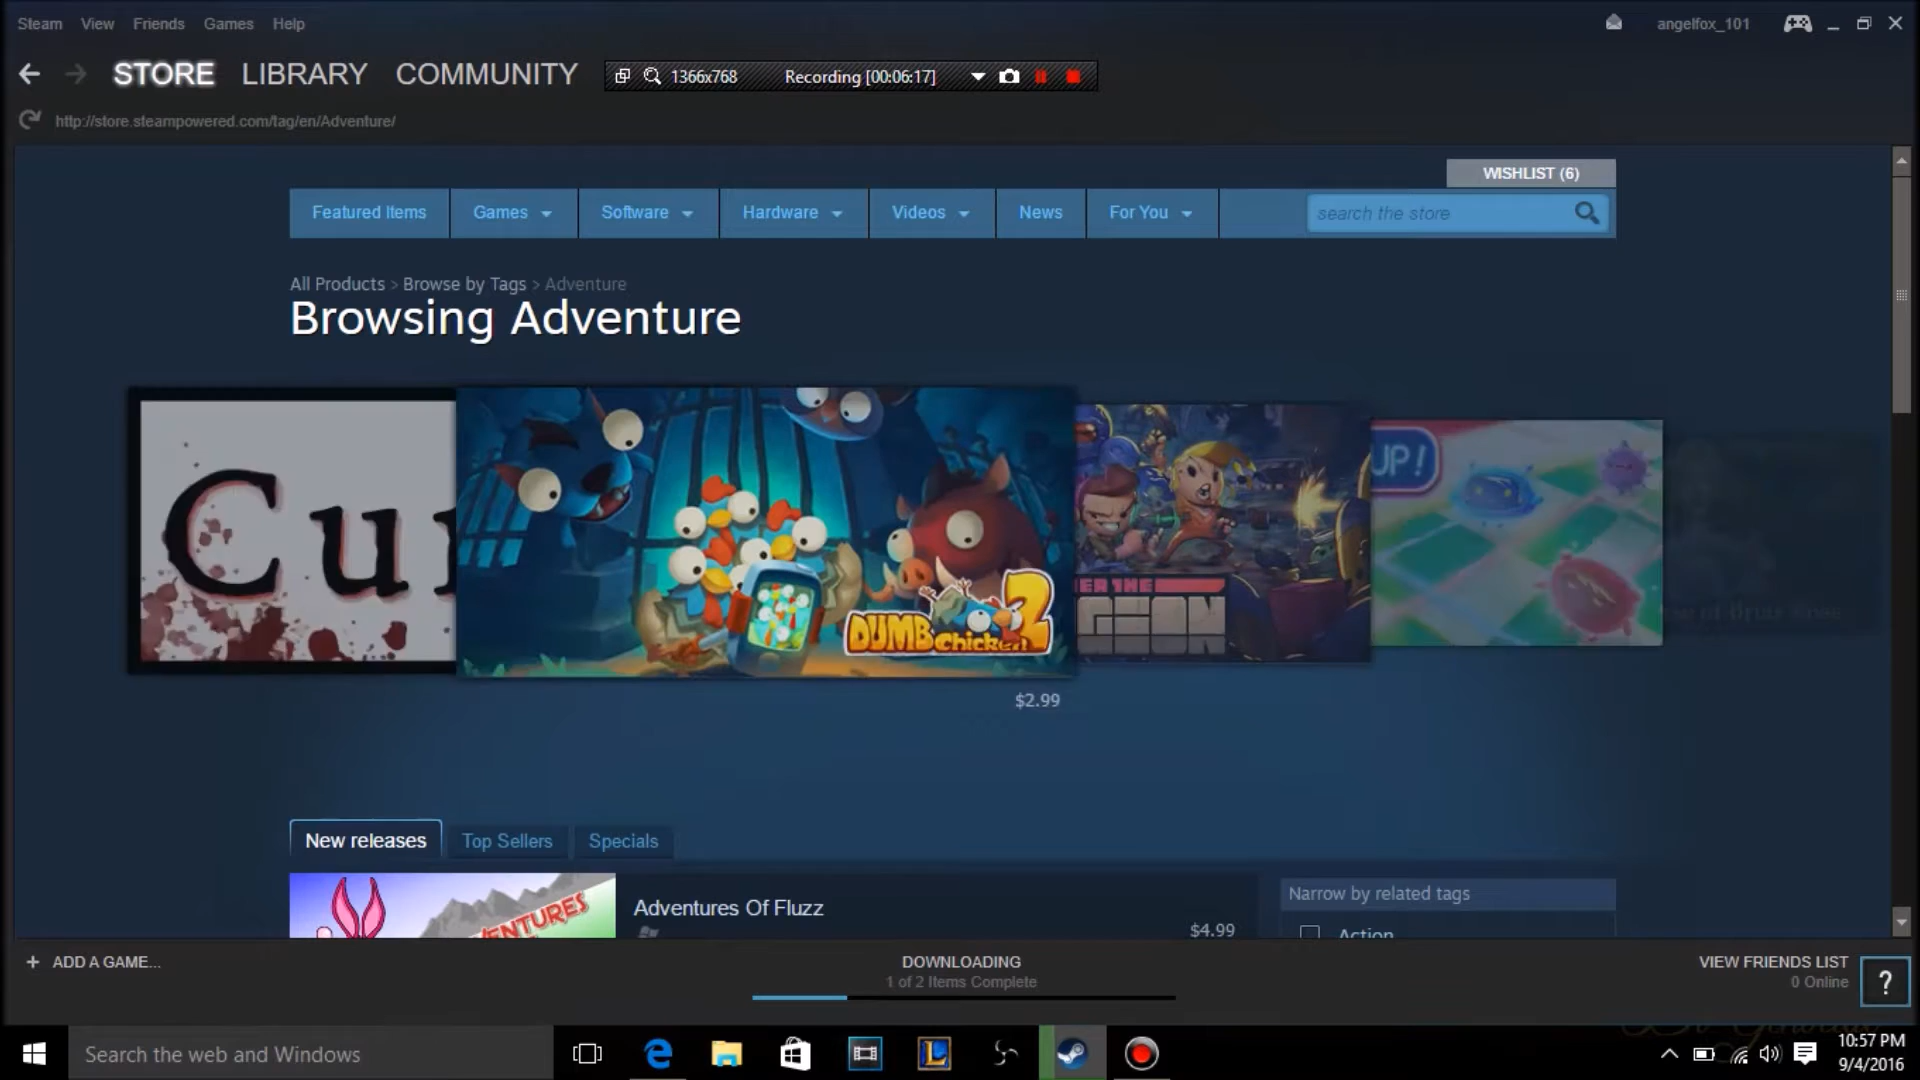 Steam View Friends Games Help
angelfox_101
STORE LIBRARY COMMUNITY
1366x768 Recording [00:06:17]
http://store.steampowered.com/tag/en/Adventure/
WISHLIST (6)
Featured Items Games Software Hardware Videos News For You
search the store
All Products > Browse by Tags > Adventure
Browsing Adventure
DUMB Chicken 2
UP!
$2.99
New releases Top Sellers Specials
Adventures Of Fluzz
$4.99
Narrow by related tags
Action
+ ADD A GAME...
DOWNLOADING
1 of 2 Items Complete
VIEW FRIENDS LIST
0 Online
?
Search the web and Windows
10:57 PM
9/4/2016